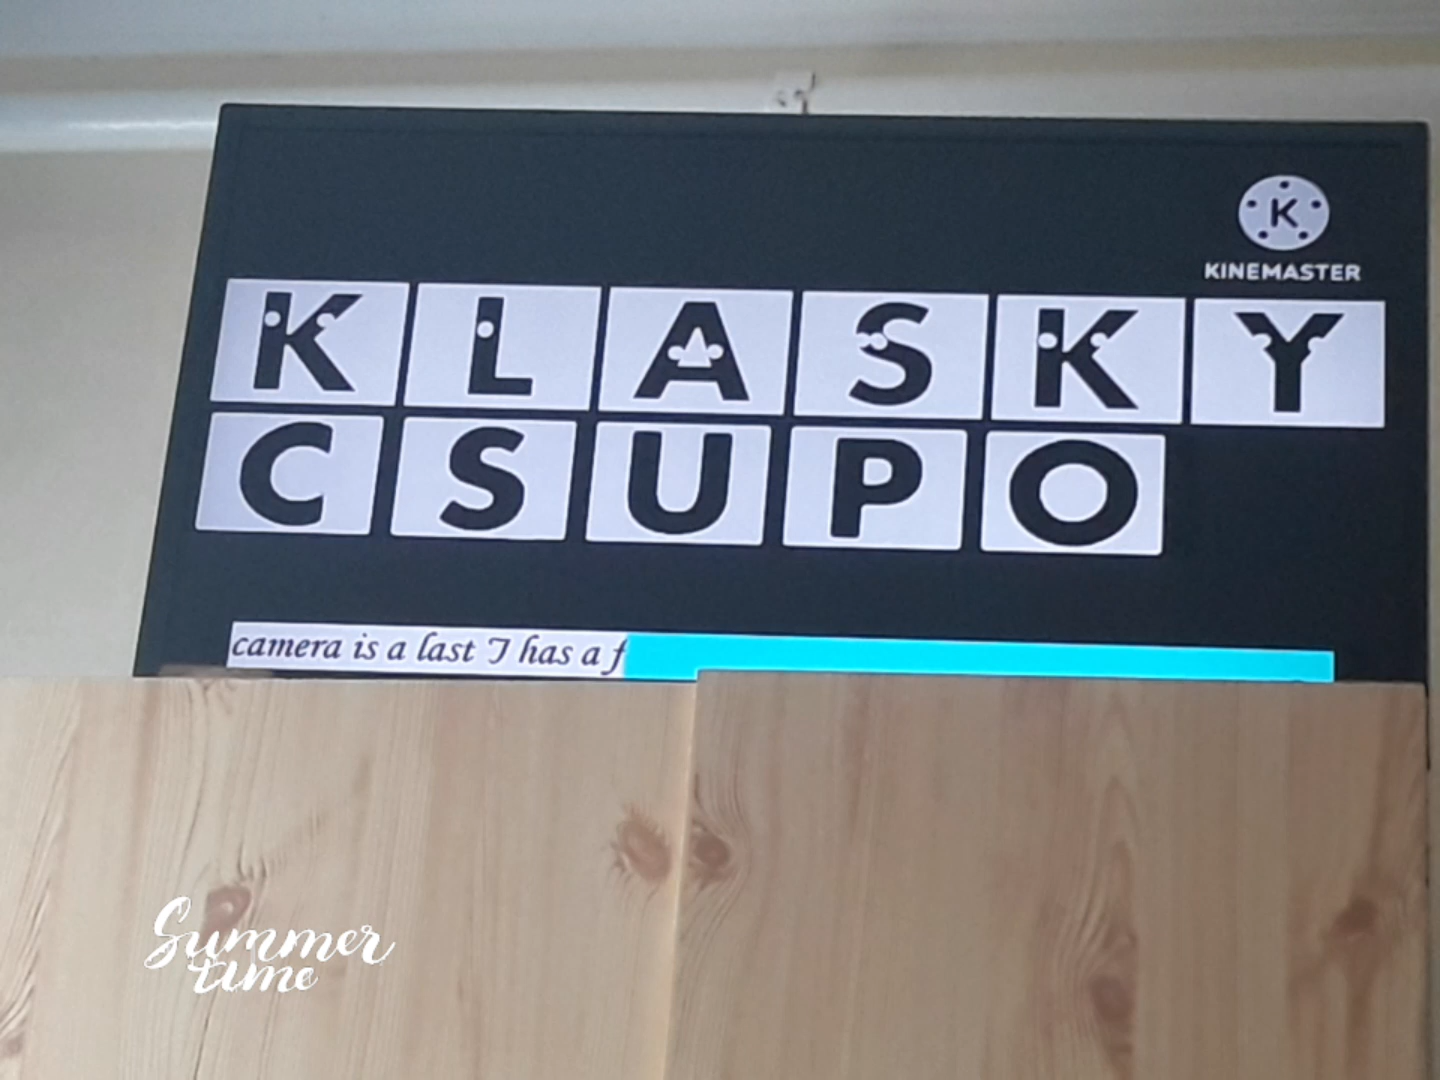 K
KINEMASTER
KLASKY
CSUPO
camera is a last I has a f
Summer
time